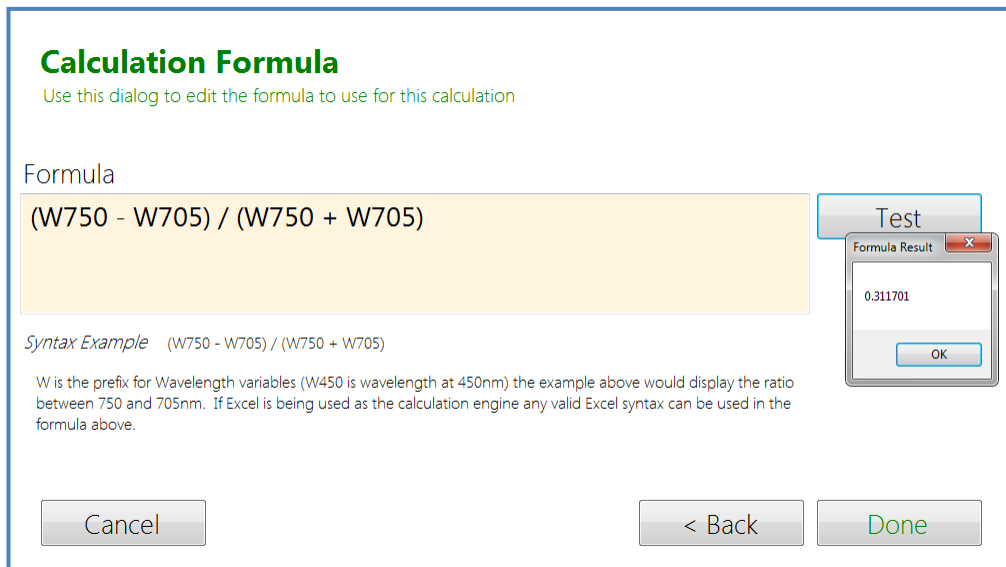 Calculation Formula
Use this dialog to edit the formula to use for this calculation
Formula
(W750 - W705) / (W750 + W705)
Test
Formula Result
0.311701
OK
Syntax Example (W750 - W705) / (W750 + W705)
W is the prefix for Wavelength variables (W450 is wavelength at 450nm) the example above would display the ratio
between 750 and 705nm. If Excel is being used as the calculation engine any valid Excel syntax can be used in the
formula above.
Cancel
< Back
Done